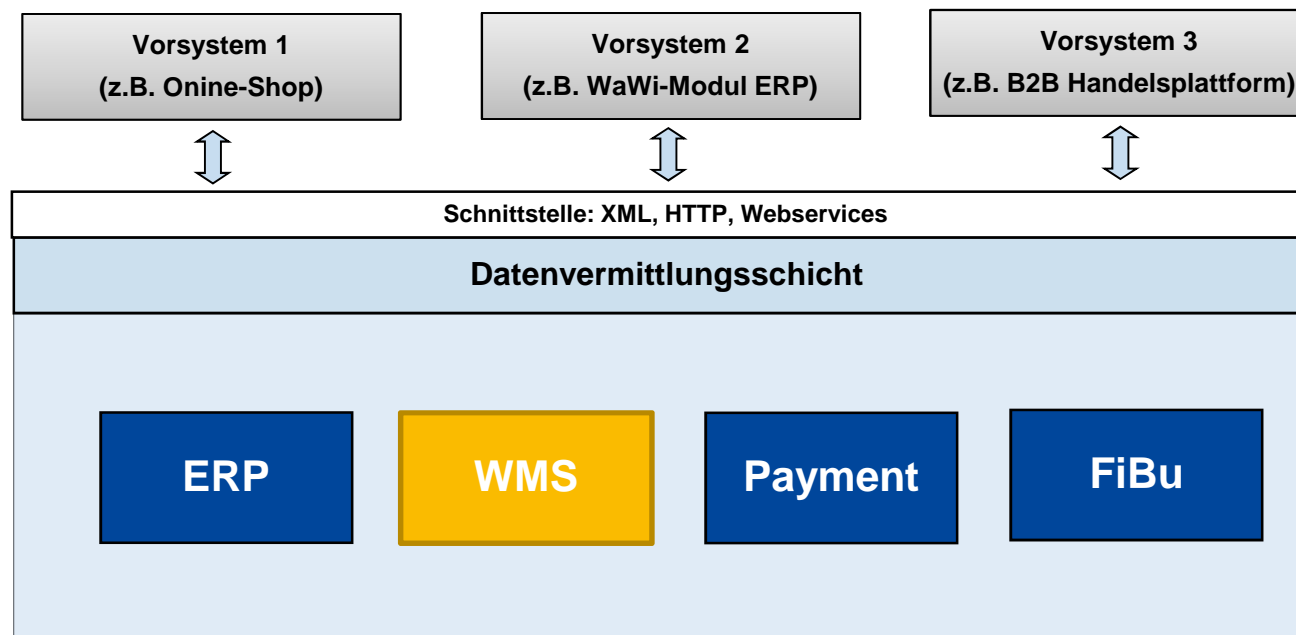 Vorsystem 1
(z.B. Onine-Shop)
Vorsystem 2
(z.B. WaWi-Modul ERP)
Vorsystem 3
(z.B. B2B Handelsplattform)
Schnittstelle: XML, HTTP, Webservices
Datenvermittlungsschicht
ERP
WMS
Payment
FiBu